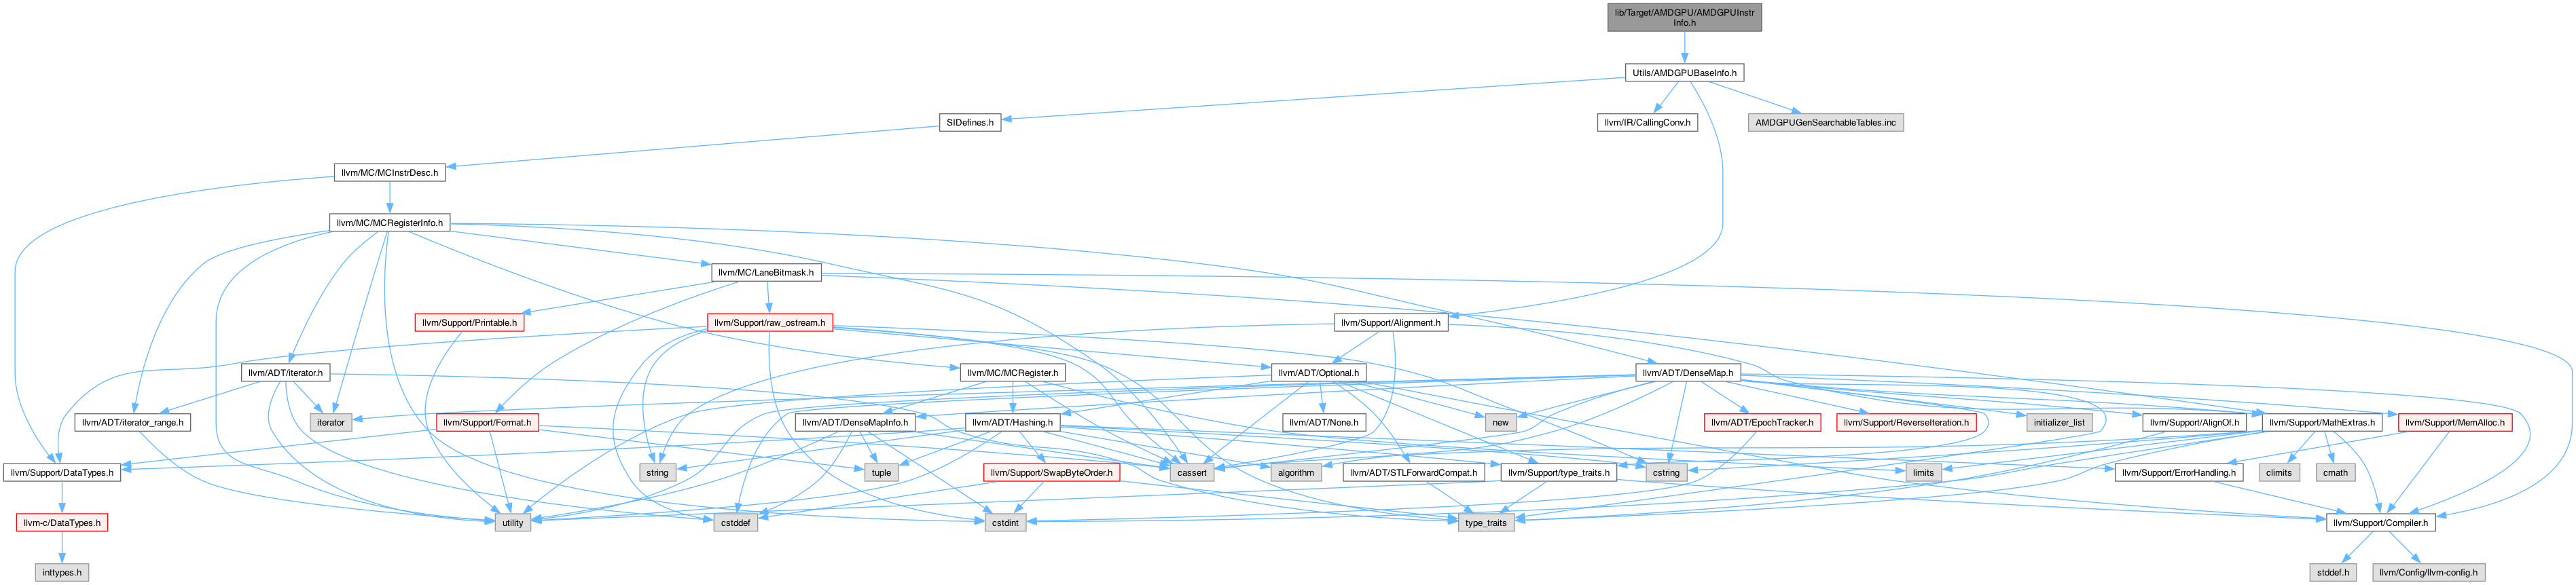 lib/Target/AMDGPU/AMDGPUInstr
Info.h
Utils/AMDGPUBaseInfo.h
SIDefines.h
llvm/IR/CallingConv.h
AMDGPUGenSearchableTables.inc
llvm/MC/MCInstrDesc.h
llvm/MC/MCRegisterInfo.h
llvm/MC/LaneBitmask.h
llvm/Support/Printable.h
llvm/Support/raw_ostream.h
llvm/Support/Alignment.h
llvm/ADT/iterator.h
llvm/MC/MCRegister.h
llvm/ADT/Optional.h
llvm/ADT/DenseMap.h
llvm/ADT/iterator_range.h
iterator
llvm/Support/Format.h
llvm/ADT/DenseMapInfo.h
llvm/ADT/Hashing.h
llvm/ADT/None.h
new
llvm/ADT/EpochTracker.h
llvm/Support/ReverseIteration.h
initializer_list
llvm/Support/AlignOf.h
llvm/Support/MathExtras.h
llvm/Support/MemAlloc.h
llvm/Support/DataTypes.h
string
tuple
llvm/Support/SwapByteOrder.h
cassert
algorithm
llvm/ADT/STLForwardCompat.h
llvm/Support/type_traits.h
cstring
limits
llvm/Support/ErrorHandling.h
climits
cmath
llvm-c/DataTypes.h
utility
cstddef
cstdint
type_traits
llvm/Support/Compiler.h
inttypes.h
stddef.h
llvm/Config/llvm-config.h